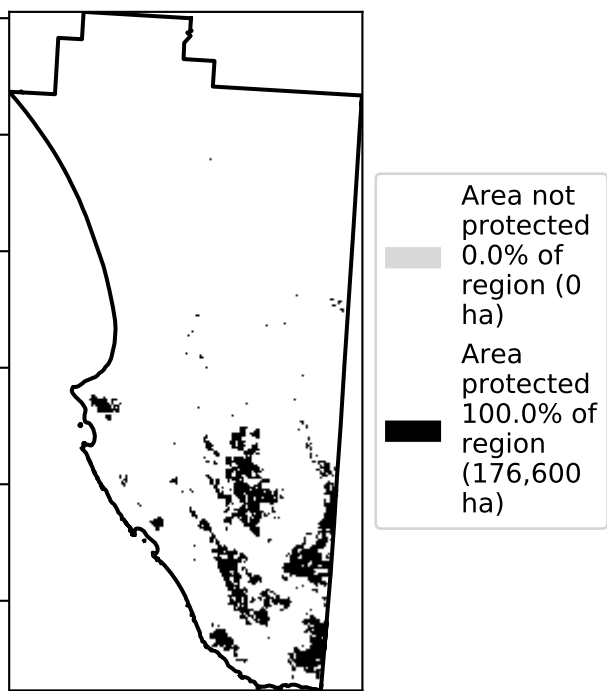 Area not
protected
0.0% of
region (0
ha)
Area
protected
100.0% of
region
(176,600
ha)